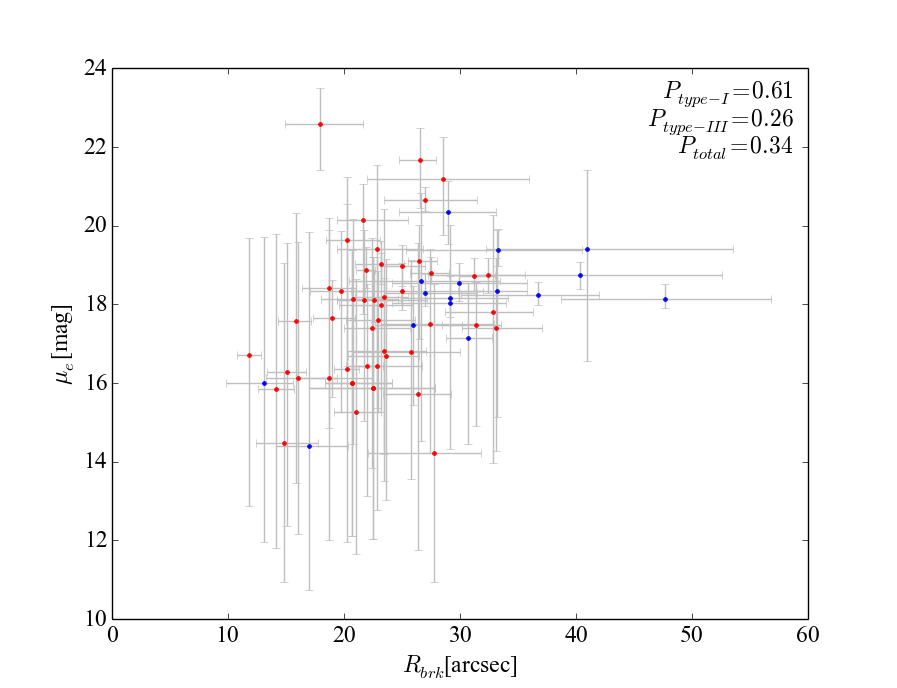 P_type−I=0.61
P_type−III=0.26
P_total=0.34
24
22
20
18
16
14
12
10
μ_e[mag]
0 10 20 30 40 50 60
R_brk[arcsec]